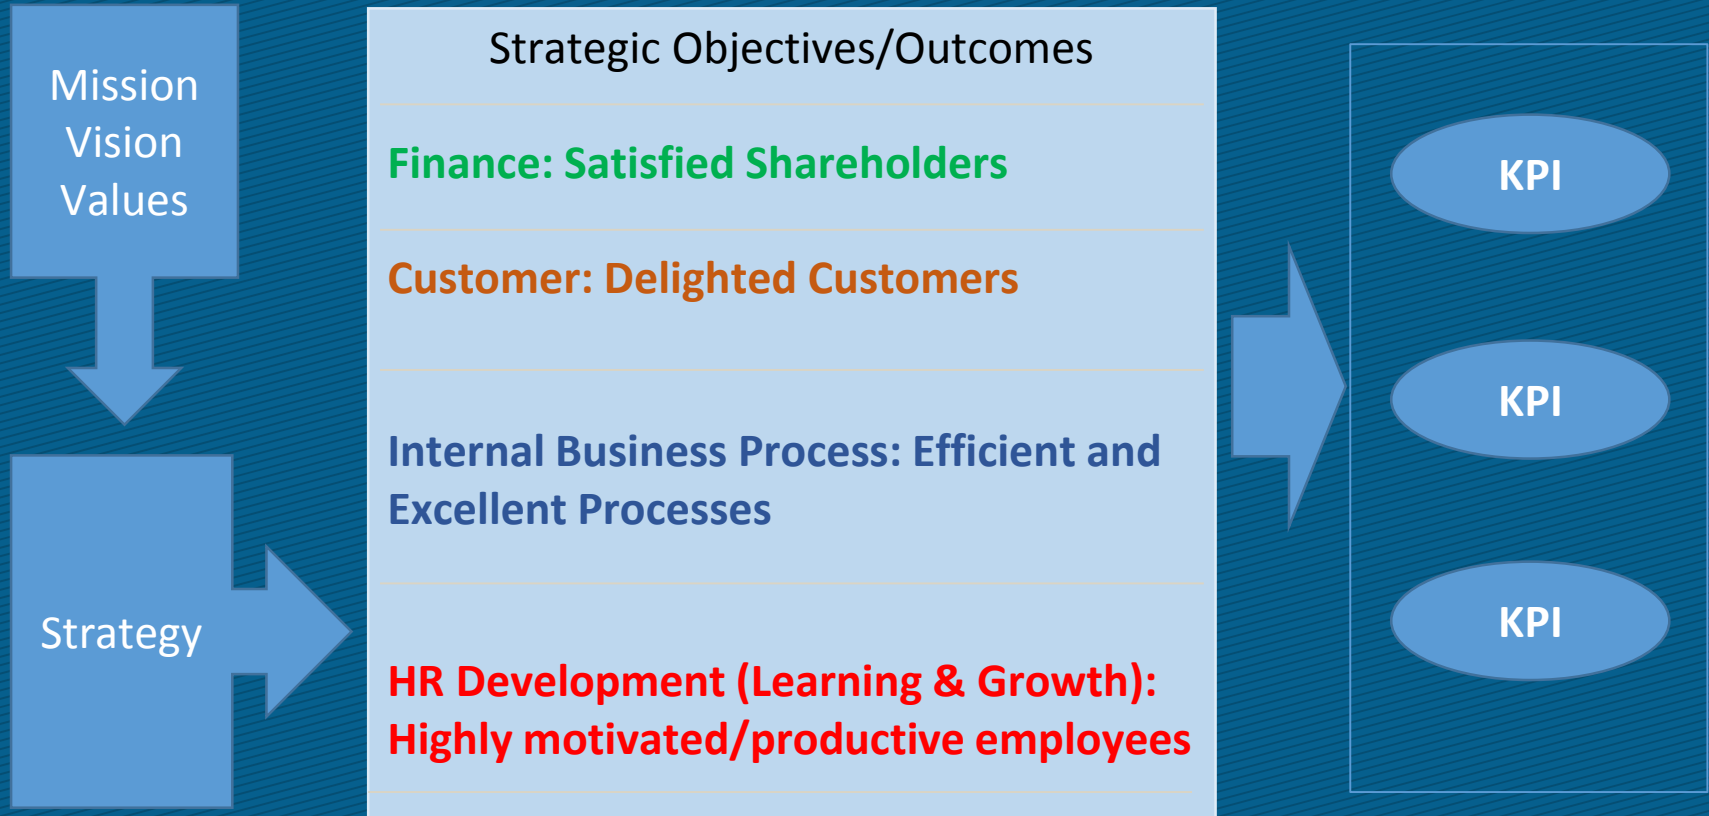 Mission
Vision
Values
Strategy
Strategic Objectives/Outcomes
Finance: Satisfied Shareholders
Customer: Delighted Customers
Internal Business Process: Efficient and
Excellent Processes
HR Development (Learning & Growth):
Highly motivated/productive employees
KPI
KPI
KPI